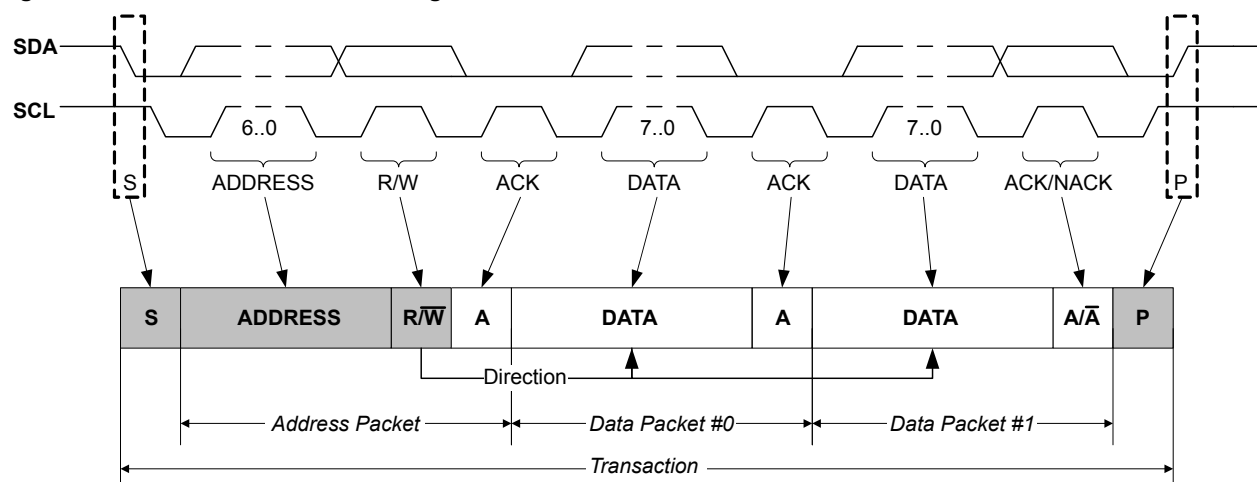 SDA
SCL
6..0 7..0 7..0
S ADDRESS R/W ACK DATA ACK DATA ACK/NACK P
S ADDRESS R/W̅ A DATA A DATA A/A̅ P
Direction
Address Packet Data Packet #0 Data Packet #1
Transaction